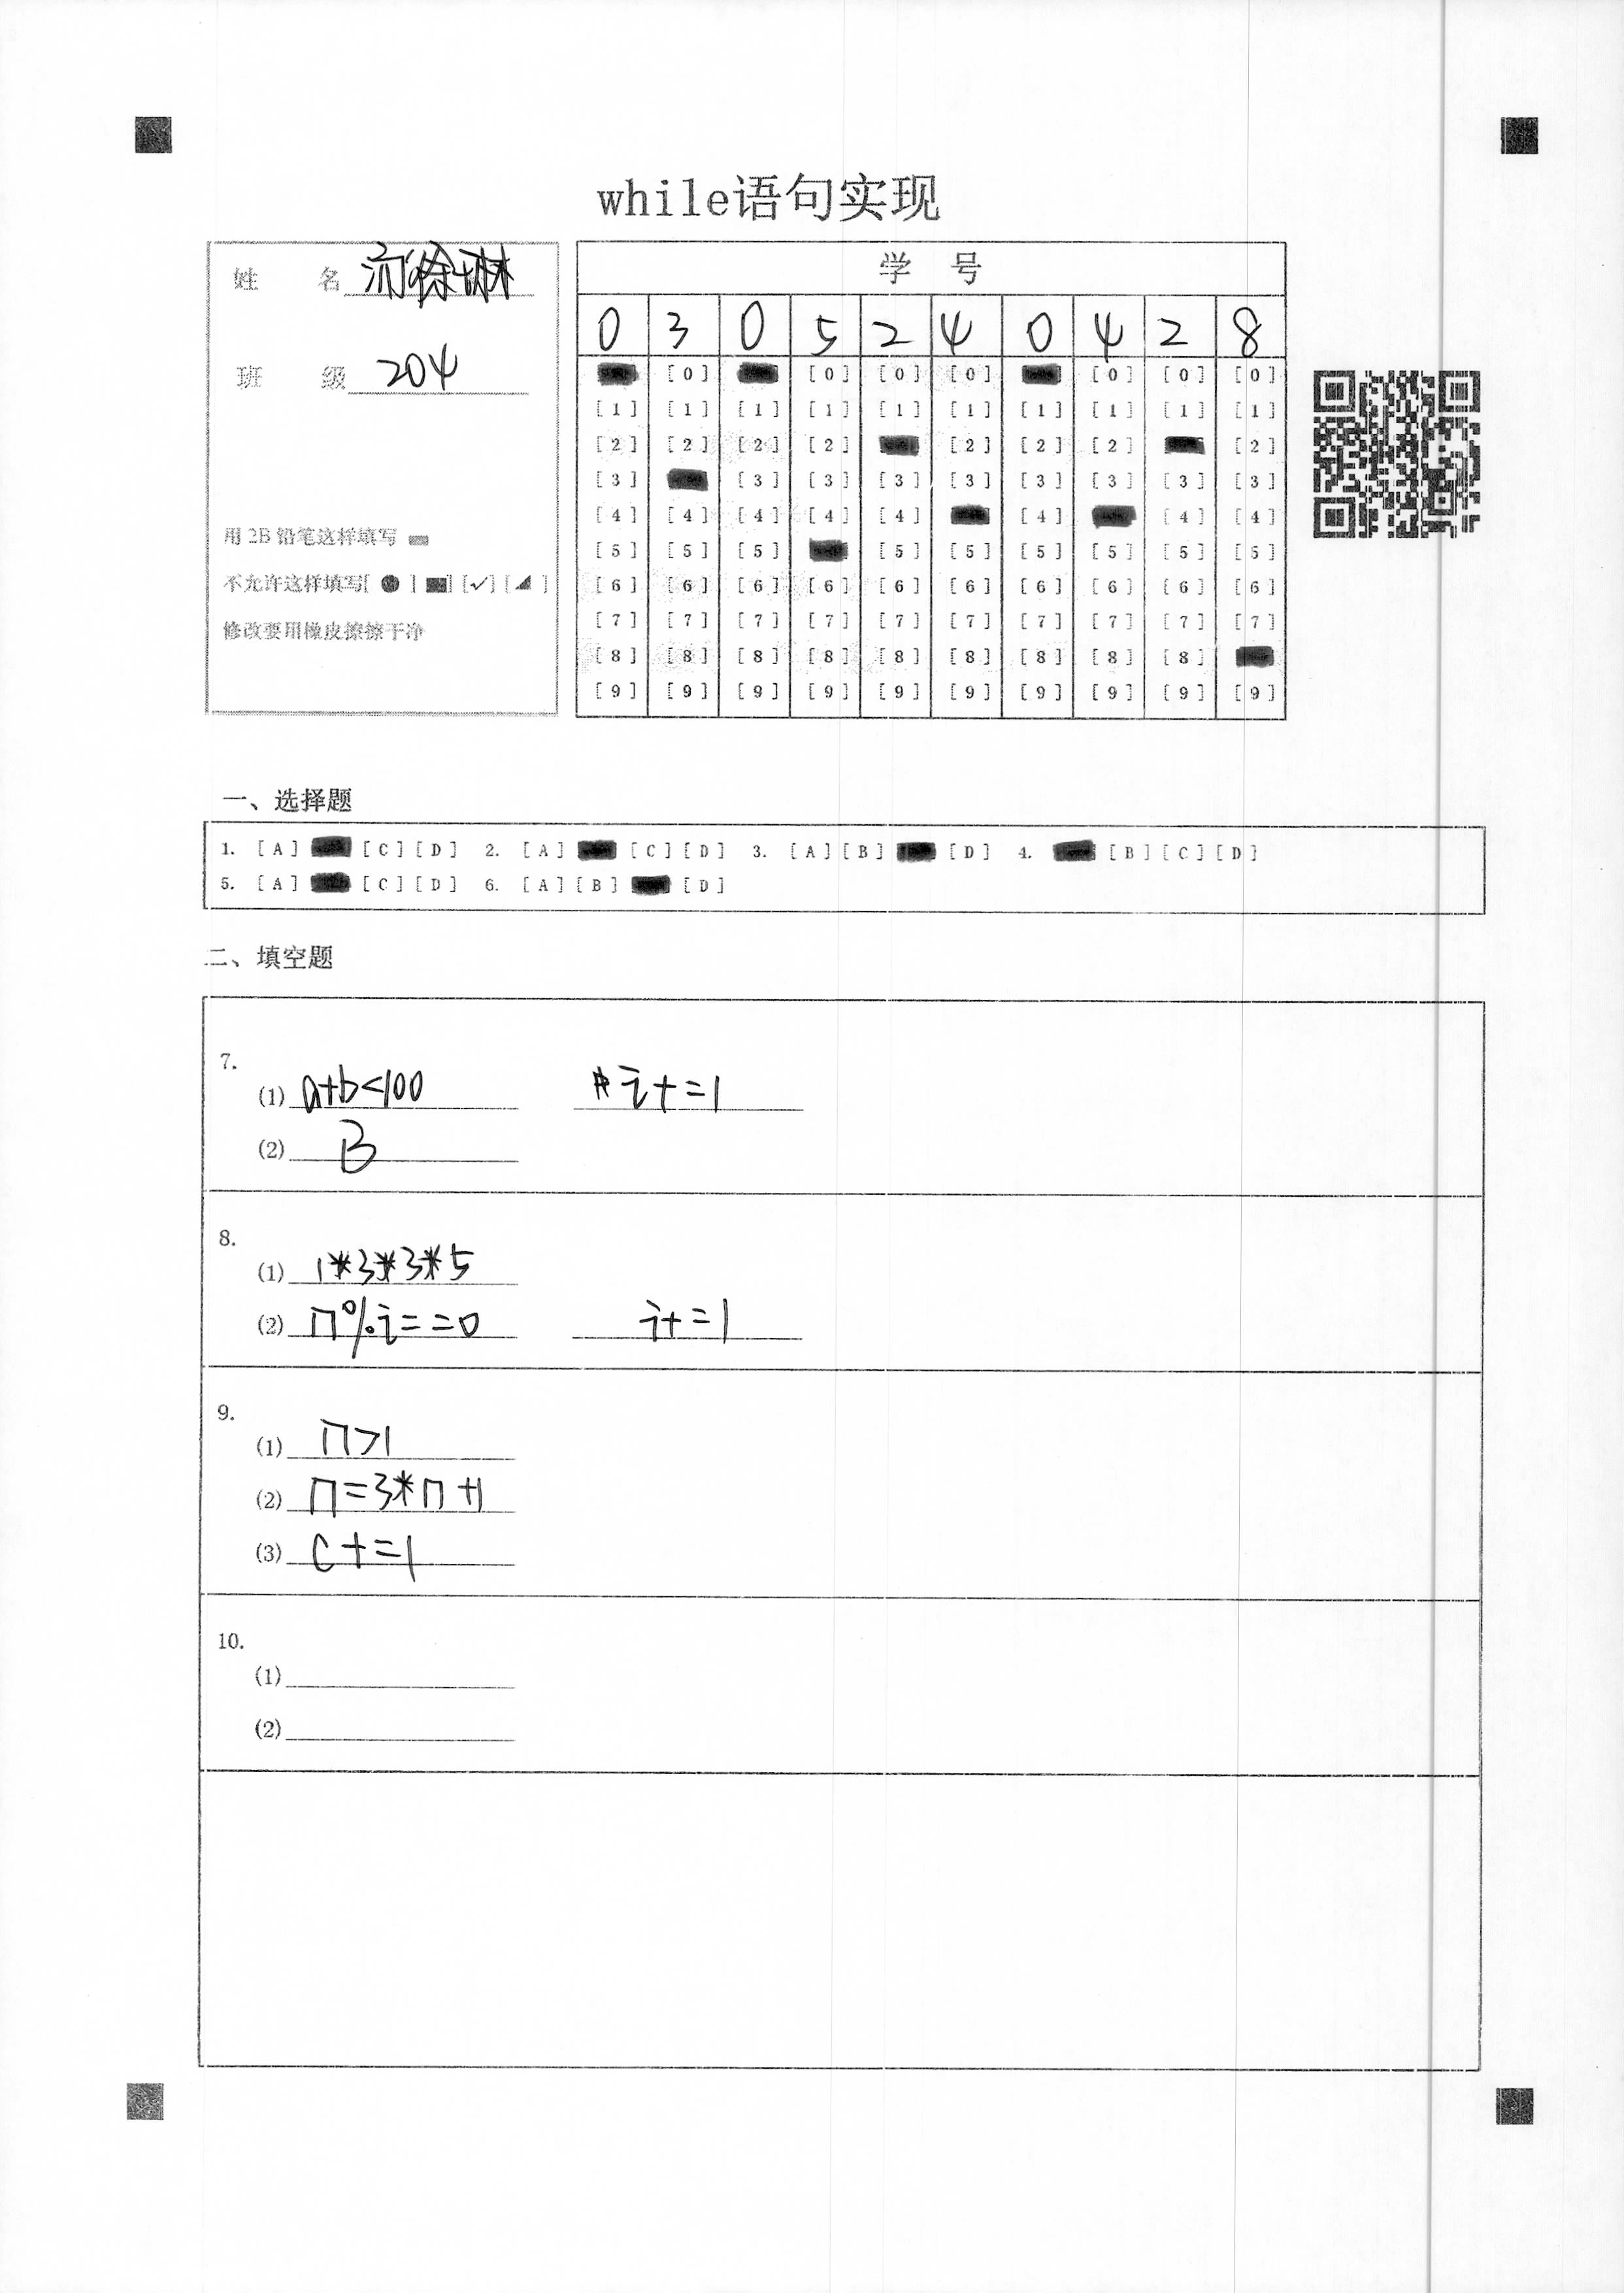 while语句实现
姓 名
班 级 204
用 2B 铅笔这样填写
不允许这样填写[ ● ] [■] [✓] [◢]
修改要用橡皮擦擦干净
学 号
0 3 0 5 2 4 0 4 2 8
[0] [0] [0] [0] [0] [0] [0]
[1] [1] [1] [1] [1] [1] [1] [1] [1] [1]
[2] [2] [2] [2] [2] [2] [2] [2]
[3] [3] [3] [3] [3] [3] [3] [3] [3]
[4] [4] [4] [4] [4] [4] [4] [4]
[5] [5] [5] [5] [5] [5] [5] [5] [5]
[6] [6] [6] [6] [6] [6] [6] [6] [6] [6]
[7] [7] [7] [7] [7] [7] [7] [7] [7] [7]
[8] [8] [8] [8] [8] [8] [8] [8] [8]
[9] [9] [9] [9] [9] [9] [9] [9] [9] [9]
一、选择题
1. [A] [C] [D] 2. [A] [C] [D] 3. [A] [B] [D] 4. [B] [C] [D]
5. [A] [C] [D] 6. [A] [B] [D]
二、填空题
7.
(1) a+b<100 i+=1
(2) B
8.
(1) 1*3*3*5
(2) n%i==0 i+=1
9.
(1) n>1
(2) n=3*n+1
(3) c+=1
10.
(1)
(2)